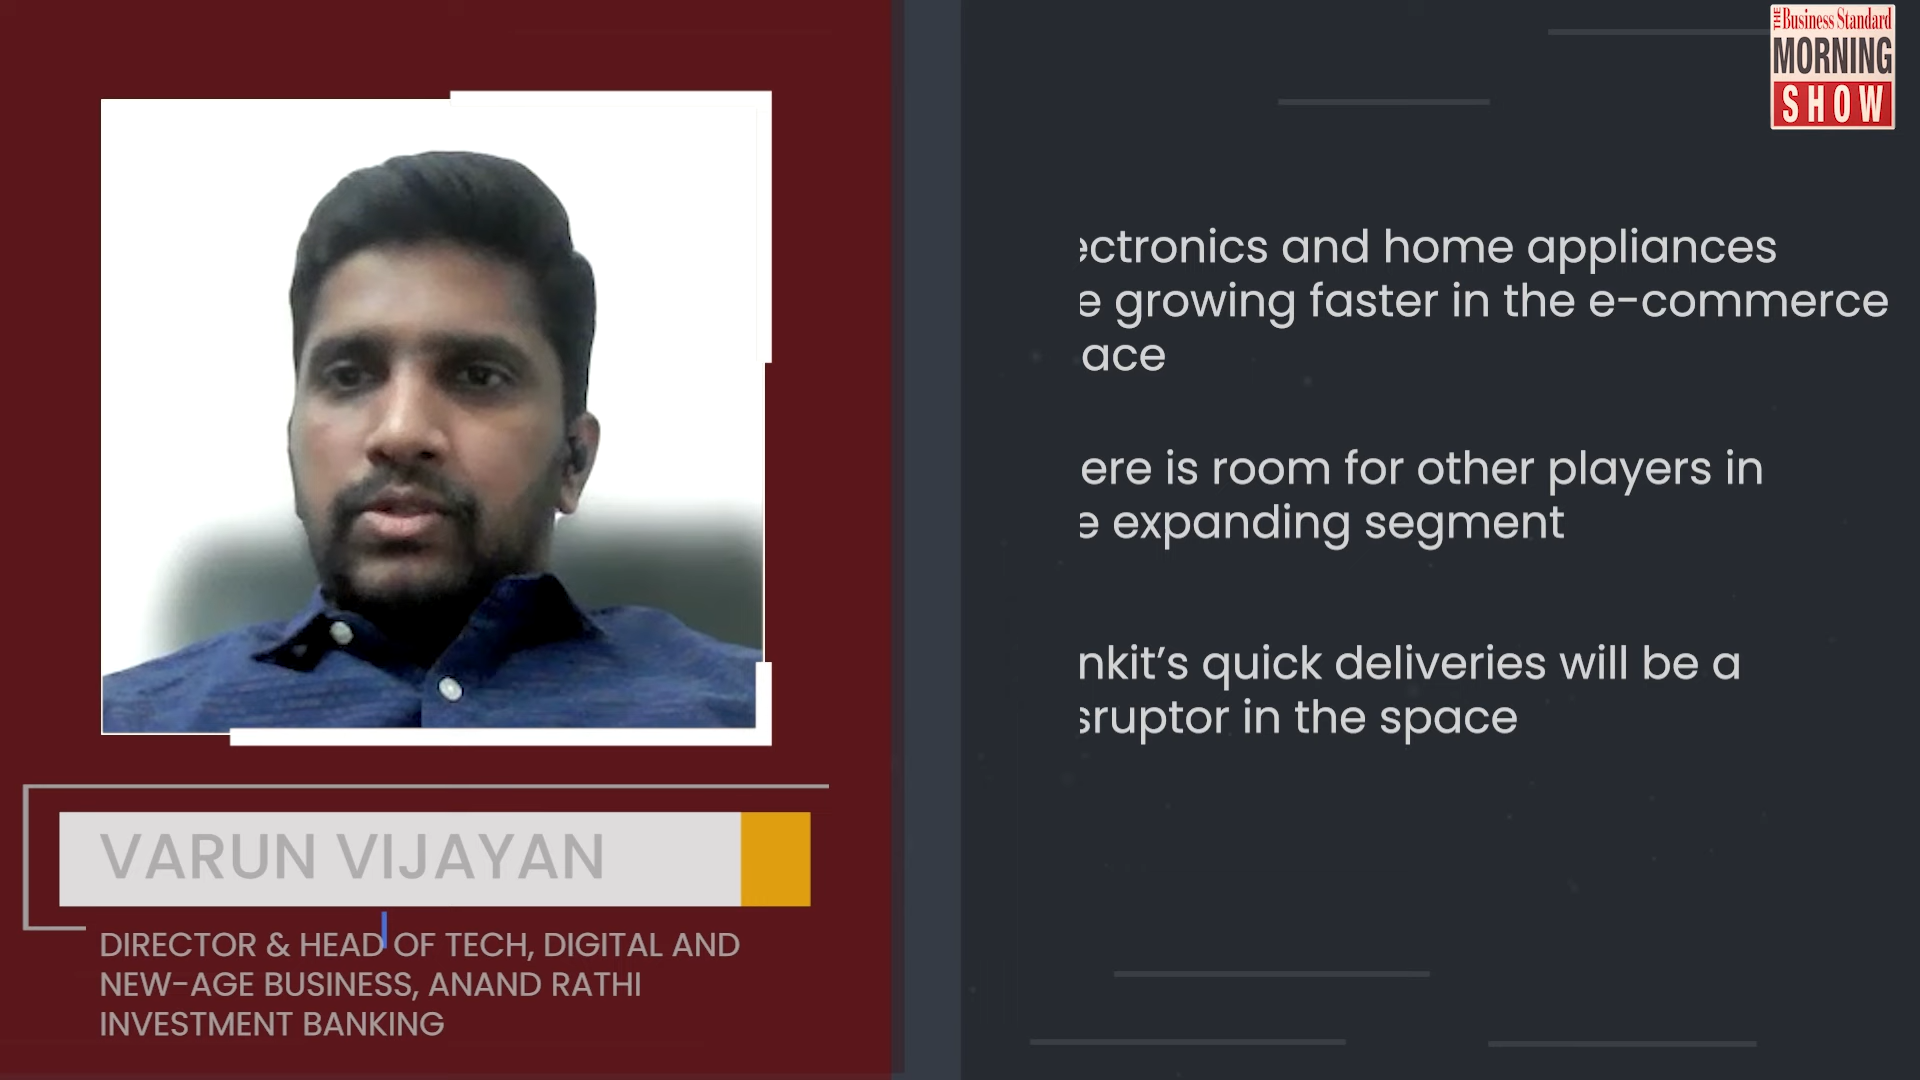 THE Business Standard
MORNING
SHOW
ectronics and home appliances
e growing faster in the e-commerce
ace
ere is room for other players in
e expanding segment
nkit’s quick deliveries will be a
sruptor in the space
VARUN VIJAYAN
DIRECTOR & HEAD OF TECH, DIGITAL AND
NEW-AGE BUSINESS, ANAND RATHI
INVESTMENT BANKING